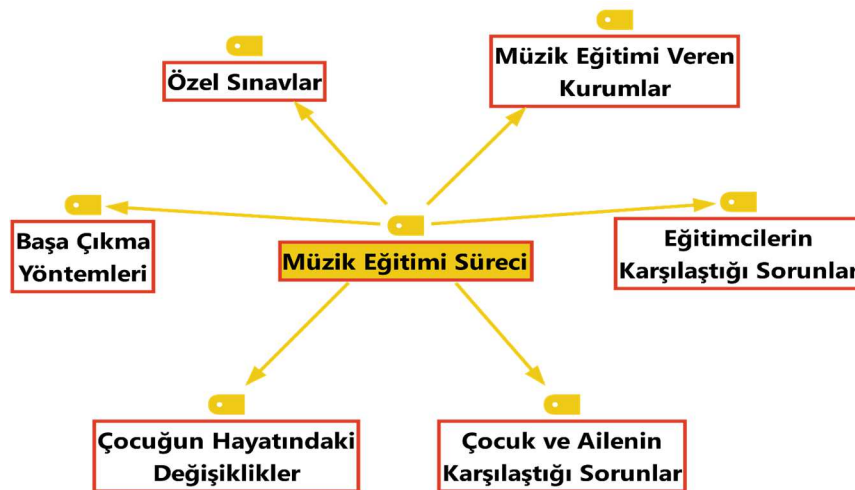 Özel Sınavlar
Müzik Eğitimi Veren
Kurumlar
Başa Çıkma
Yöntemleri
Müzik Eğitimi Süreci
Eğitimcilerin
Karşılaştığı Sorunlar
Çocuğun Hayatındaki
Değişiklikler
Çocuk ve Ailenin
Karşılaştığı Sorunlar